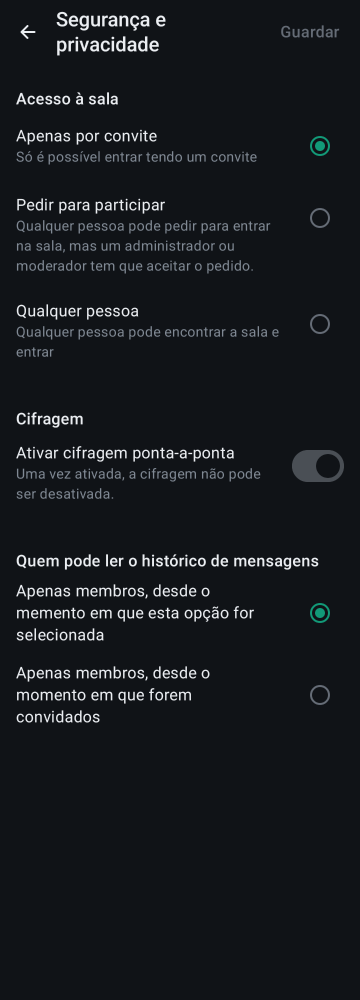 Segurança e
privacidade
Guardar
Acesso à sala
Apenas por convite
Só é possível entrar tendo um convite
Pedir para participar
Qualquer pessoa pode pedir para entrar
na sala, mas um administrador ou
moderador tem que aceitar o pedido.
Qualquer pessoa
Qualquer pessoa pode encontrar a sala e
entrar
Cifragem
Ativar cifragem ponta-a-ponta
Uma vez ativada, a cifragem não pode
ser desativada.
Quem pode ler o histórico de mensagens
Apenas membros, desde o
memento em que esta opção for
selecionada
Apenas membros, desde o
momento em que forem
convidados